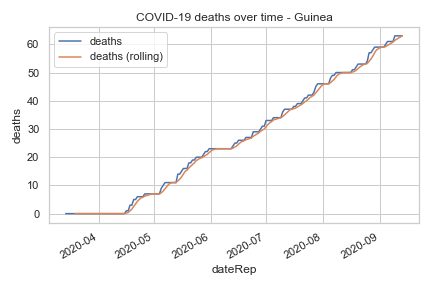 COVID-19 deaths over time - Guinea
deaths
deaths (rolling)
60
50
40
30
20
10
0
deaths
2020-04
2020-05
2020-06
2020-07
2020-08
2020-09
dateRep